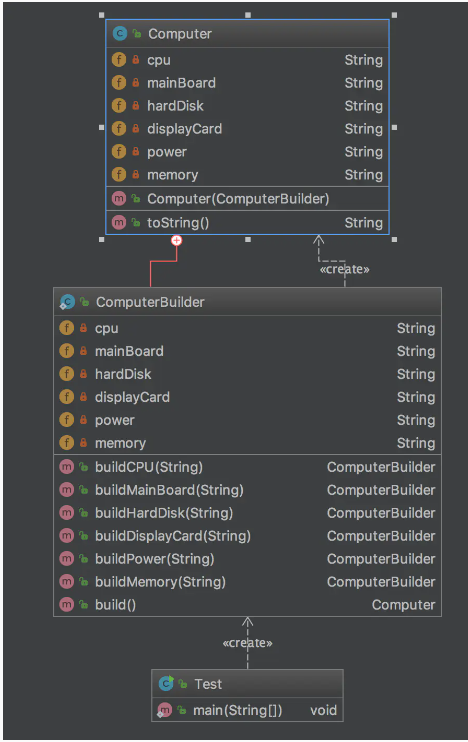 Computer
cpu String
mainBoard String
hardDisk String
displayCard String
power String
memory String
Computer(ComputerBuilder)
toString() String
«create»
ComputerBuilder
cpu String
mainBoard String
hardDisk String
displayCard String
power String
memory String
buildCPU(String) ComputerBuilder
buildMainBoard(String) ComputerBuilder
buildHardDisk(String) ComputerBuilder
buildDisplayCard(String) ComputerBuilder
buildPower(String) ComputerBuilder
buildMemory(String) ComputerBuilder
build() Computer
«create»
Test
main(String[]) void